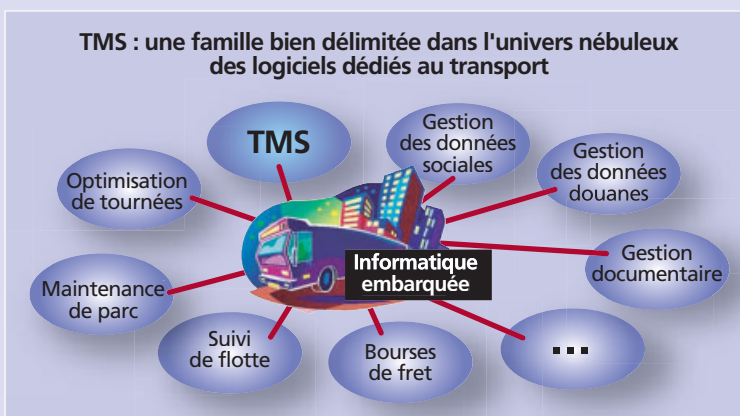 TMS : une famille bien délimitée dans l'univers nébuleux
des logiciels dédiés au transport
TMS
Gestion
des données
sociales
Gestion
des données
douanes
Optimisation
de tournées
Gestion
documentaire
Informatique
embarquée
Maintenance
de parc
Suivi
de flotte
Bourses
de fret
...